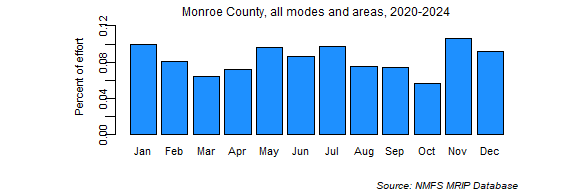 Monroe County, all modes and areas, 2020-2024
Percent of effort
0.12
0.08
0.04
0.00
Jan Feb Mar Apr May Jun Jul Aug Sep Oct Nov Dec
Source: NMFS MRIP Database